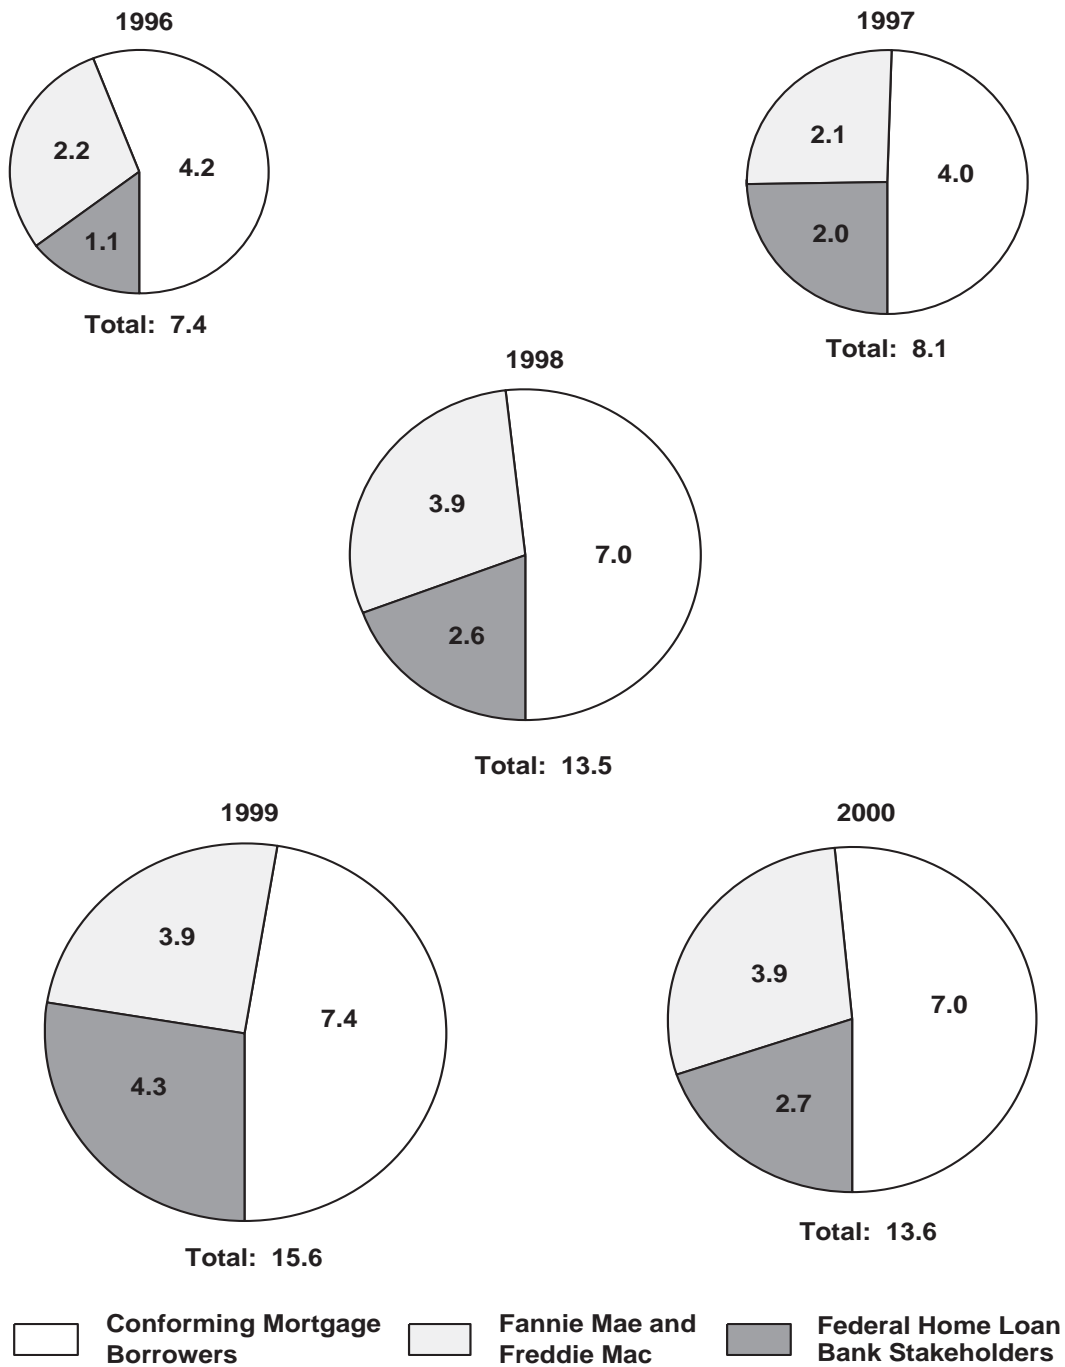 1996
2.2
4.2
1.1
Total: 7.4
1997
2.1
4.0
2.0
Total: 8.1
1998
3.9
7.0
2.6
Total: 13.5
1999
3.9
7.4
4.3
Total: 15.6
2000
3.9
7.0
2.7
Total: 13.6
Conforming Mortgage
Borrowers
Fannie Mae and
Freddie Mac
Federal Home Loan
Bank Stakeholders